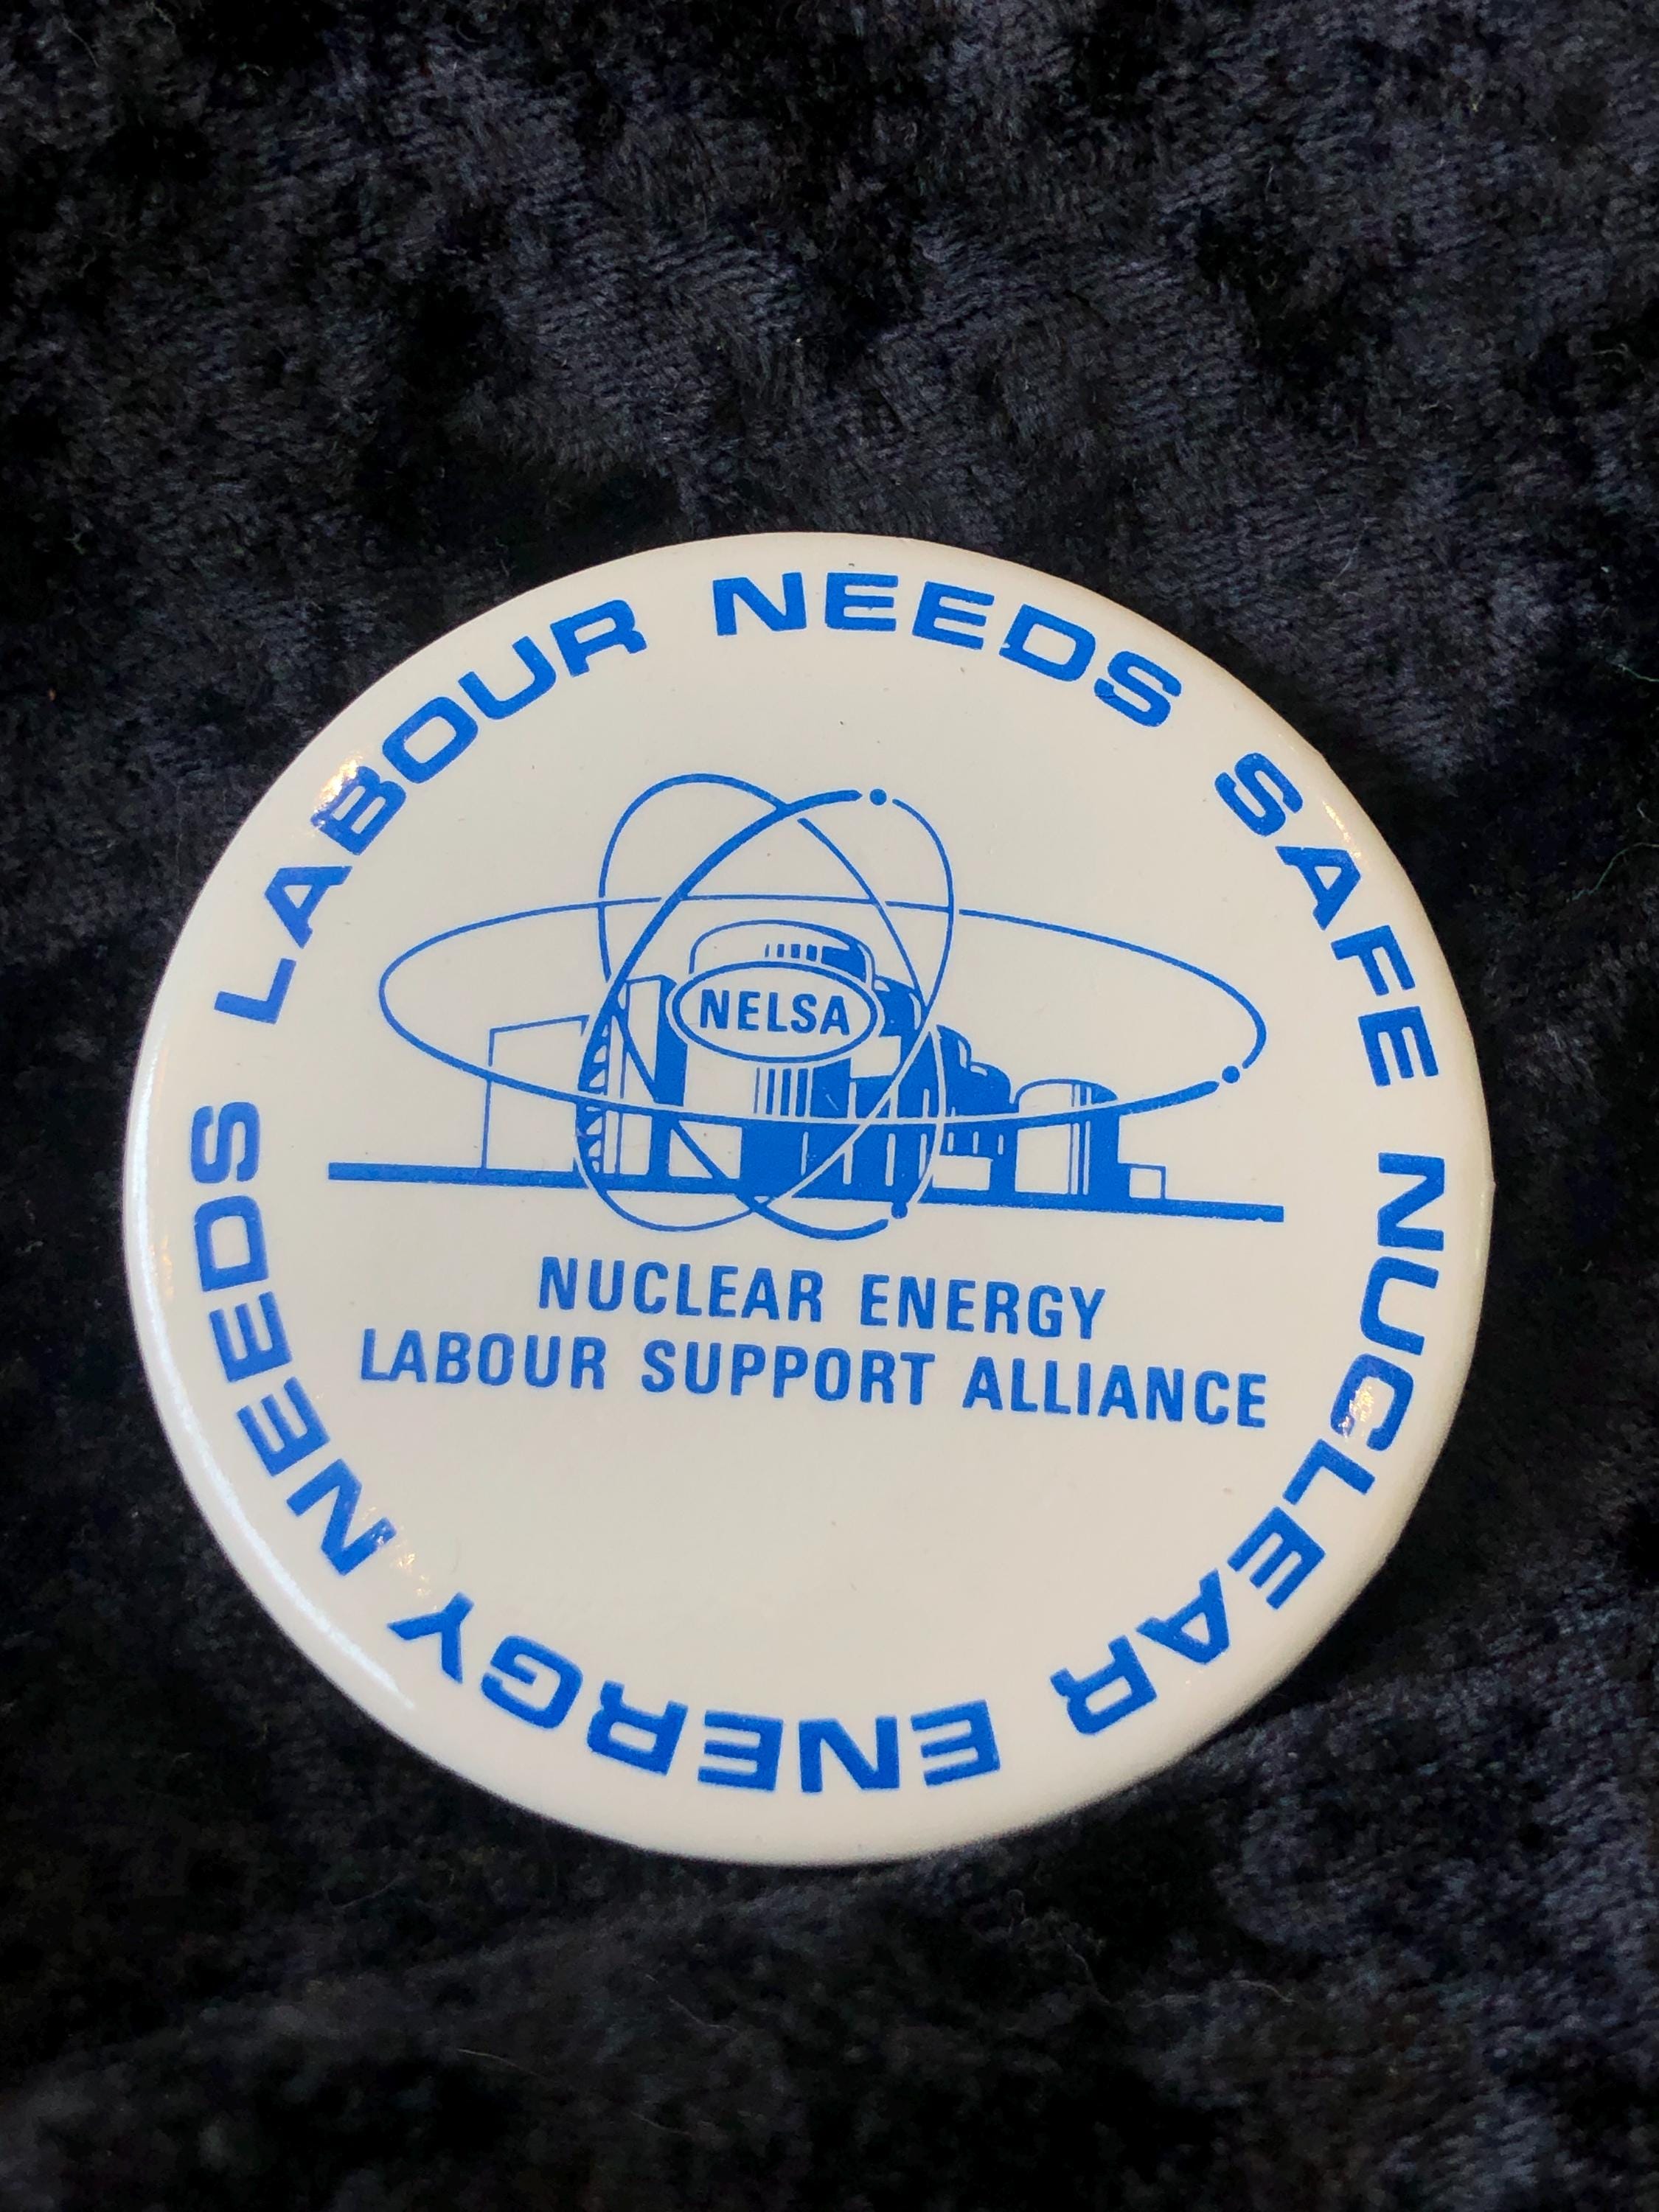 LABOUR NEEDS SAFE NUCLEAR ENERGY NEEDS
NELSA
NUCLEAR ENERGY
LABOUR SUPPORT ALLIANCE